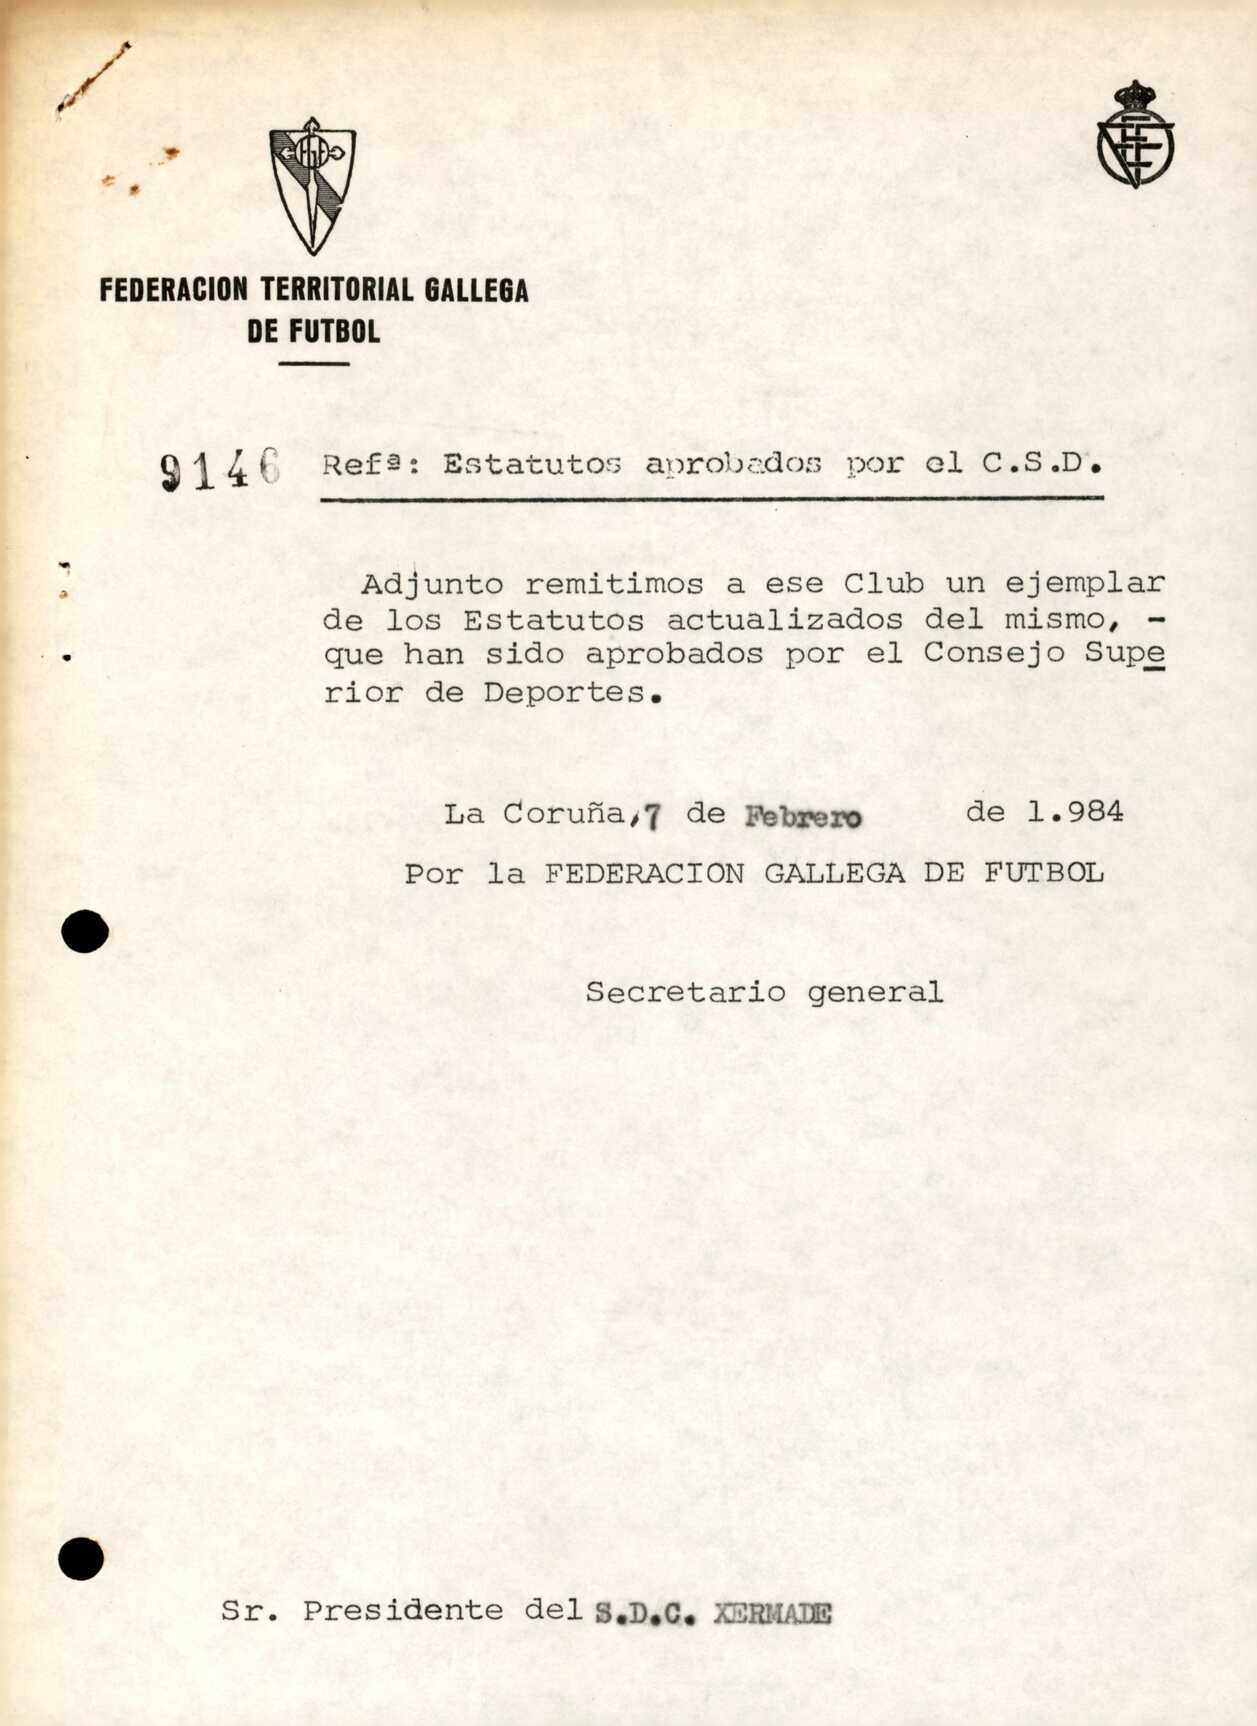 FEDERACION TERRITORIAL GALLEGA
DE FUTBOL
9146 Refª: Estatutos aprobados por el C.S.D.
Adjunto remitimos a ese Club un ejemplar
de los Estatutos actualizados del mismo, -
que han sido aprobados por el Consejo Supe
rior de Deportes.
La Coruña,7 de Febrero de 1.984
Por la FEDERACION GALLEGA DE FUTBOL
Secretario general
Sr. Presidente del S.D.C. XERMADE